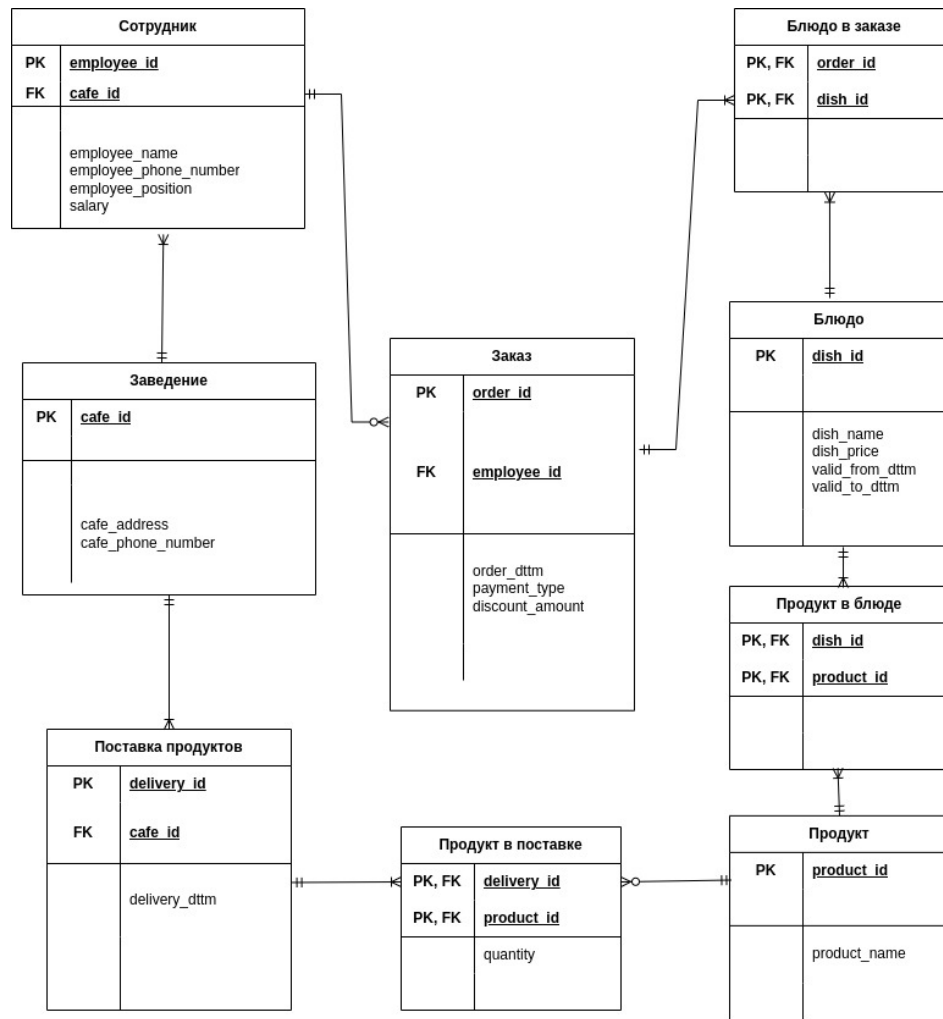 Сотрудник
PK employee_id
FK cafe_id
employee_name
employee_phone_number
employee_position
salary
Заведение
PK cafe_id
cafe_address
cafe_phone_number
Поставка продуктов
PK delivery_id
FK cafe_id
delivery_dttm
Заказ
PK order_id
FK employee_id
order_dttm
payment_type
discount_amount
Продукт в поставке
PK, FK delivery_id
PK, FK product_id
quantity
Блюдо в заказе
PK, FK order_id
PK, FK dish_id
Блюдо
PK dish_id
dish_name
dish_price
valid_from_dttm
valid_to_dttm
Продукт в блюде
PK, FK dish_id
PK, FK product_id
Продукт
PK product_id
product_name